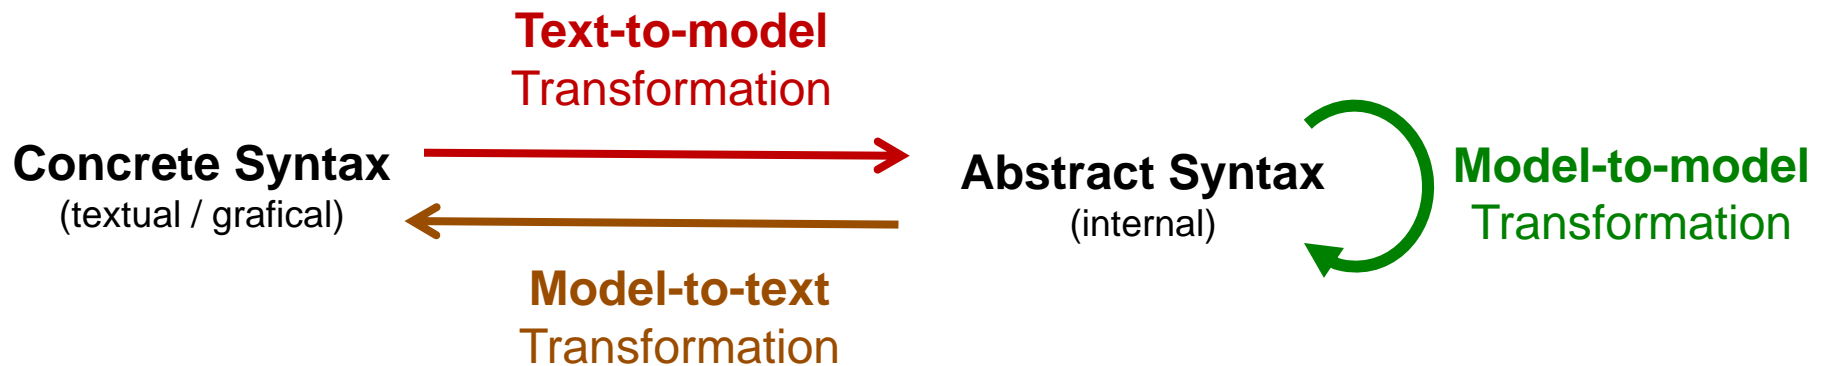 Text-to-model
Transformation
Concrete Syntax
(textual / grafical)
Abstract Syntax
(internal)
Model-to-model
Transformation
Model-to-text
Transformation